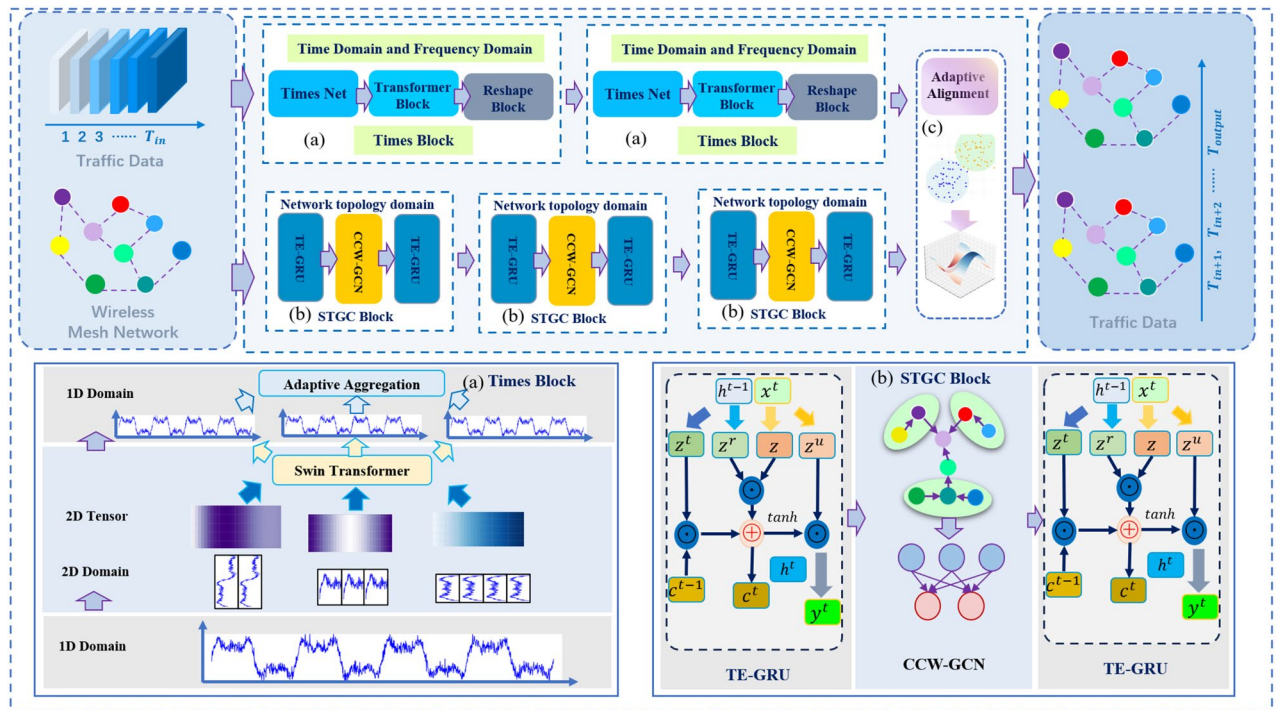 1 2 3 ······ T_in
Traffic Data
Wireless
Mesh Network
Time Domain and Frequency Domain
Times Net
Transformer
Block
Reshape
Block
(a)
Times Block
Time Domain and Frequency Domain
Times Net
Transformer
Block
Reshape
Block
(a)
Times Block
Network topology domain
TE-GRU
CCW-GCN
TE-GRU
(b) STGC Block
Network topology domain
TE-GRU
CCW-GCN
TE-GRU
(b) STGC Block
Network topology domain
TE-GRU
CCW-GCN
TE-GRU
(b) STGC Block
Adaptive
Alignment
(c)
T_in+1, T_in+2 ······ T_output
Traffic Data
(a) Times Block
1D Domain
Adaptive Aggregation
Swin Transformer
2D Tensor
2D Domain
1D Domain
h^t-1 x^t
z^t z^r z z^u
tanh
h^t
c^t-1 c^t
y^t
TE-GRU
(b) STGC Block
CCW-GCN
h^t-1 x^t
z^t z^r z z^u
tanh
h^t
c^t-1 c^t
y^t
TE-GRU